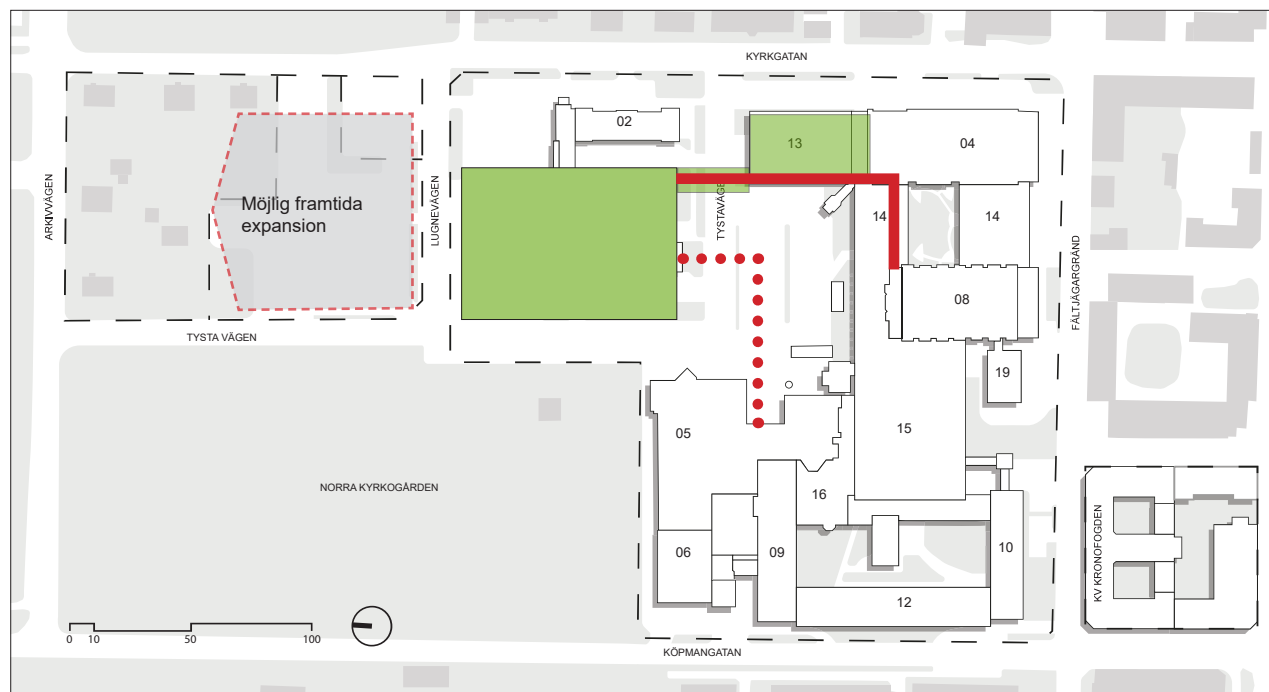 KYRKGATAN
02
13
04
ARKIVVÄGEN
Möjlig framtida
expansion
LUGNEVÄGEN
TYSTAVÄGEN
14
14
FÄLTJÄGARGRÄND
08
TYSTA VÄGEN
19
05
15
NORRA KYRKOGÅRDEN
16
06
09
10
KV KRONOFOGDEN
12
0
10
50
100
KÖPMANGATAN